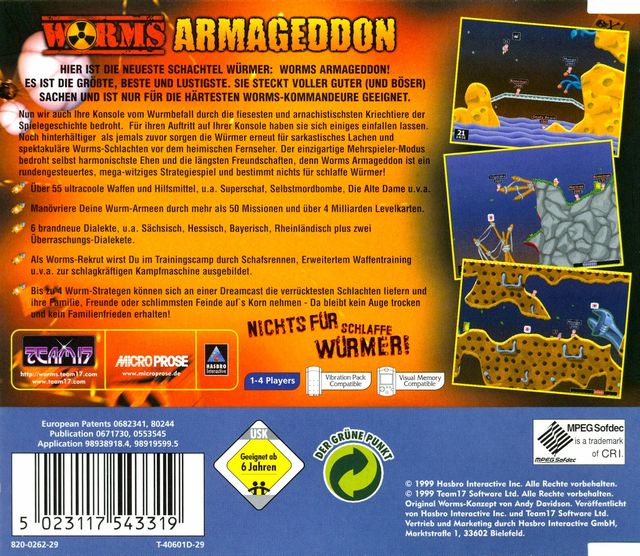 WORMS ARMAGEDDON
HIER IST DIE NEUESTE SCHACHTEL WÜRMER: WORMS ARMAGEDDON!
ES IST DIE GRÖßTE, BESTE UND LUSTIGSTE. SIE STECKT VOLLER GUTER (UND BÖSER)
SACHEN UND IST NUR FÜR DIE HÄRTESTEN WORMS-KOMMANDEURE GEEIGNET.
Nun wir auch Ihre Konsole vom Wurmbefall durch die fiesesten und arnachistischsten Kriechtiere der
Spielegeschichte bedroht. Für ihren Auftritt auf Ihrer Konsole haben sie sich einiges einfallen lassen.
Noch hinterhältiger als jemals zuvor sorgen die Würmer erneut für sarkastisches Lachen und
spektakuläre Wurms-Schlachten vor dem heimischen Fernseher. Der einzigartige Mehrspieler-Modus
bedroht selbst harmonischste Ehen und die längsten Freundschaften, denn Worms Armageddon ist ein
rundengesteuertes, mega-witziges Strategiespiel und bestimmt nichts für schlaffe Würmer!
Über 55 ultracoole Waffen und Hilfsmittel, u.a. Superschaf, Selbstmordbombe, Die Alte Dame u.v.a.
Manövriere Deine Wurm-Armeen durch mehr als 50 Missionen und über 4 Milliarden Levelkarten.
6 brandneue Dialekte, u.a. Sächsisch, Hessisch, Bayerisch, Rheinländisch plus zwei
Überraschungs-Dialekete.
Als Worms-Rekrut wirst Du im Trainingscamp durch Schafsrennen, Erweitertem Waffentraining
u.v.a. zur schlagkräftigen Kampfmaschine ausgebildet.
Bis zu 4 Wurm-Strategen können sich an einer Dreamcast die verrücktesten Schlachten liefern und
ihre Familie, Freunde oder schlimmsten Feinde auf's Korn nehmen - Da bleibt kein Auge trocken
und kein Familienfrieden erhalten!
NICHTS FÜR SCHLAFFE
WÜRMER!
21
TEAM17
http://worms.team17.com
www.team17.com
MICROPROSE
www.microprose.de
HASBRO
Interactive
1-4 Players
Vibration Pack
Compatible
Visual Memory
Compatible
European Patents 0682341, 80244
Publication 0671730, 0553545
Application 98938918.4, 98919599.5
5 023117 543319
820-0262-29
T-40601D-29
USK
Geeignet ab
6 Jahren
DER GRÜNE PUNKT
MPEG Sofdec
MPEG Sofdec
is a trademark
of CRI.
© 1999 Hasbro Interactive Inc. Alle Rechte vorbehalten.
© 1999 Team17 Software Ltd. Alle Rechte vorbehalten.
Original Worms-Konzept von Andy Davidson. Veröffentlicht
von Hasbro Interactive Inc. und Team17 Software Ltd.
Vertrieb und Marketing durch Hasbro Interactive GmbH,
Marktstraße 1, 33602 Bielefeld.